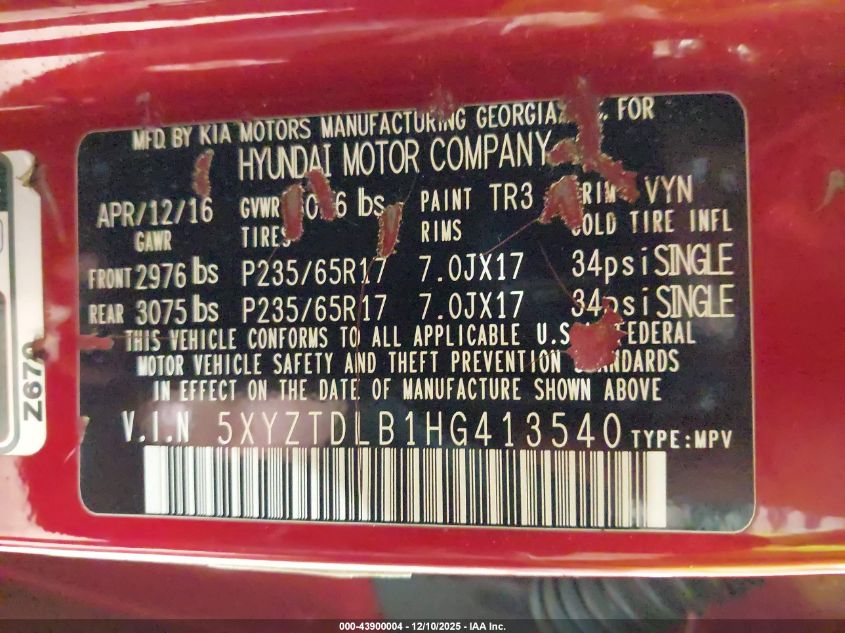 MFD. BY KIA MOTORS MANUFACTURING GEORGIA FOR
HYUNDAI MOTOR COMPANY
APR/12/16 GVWR lbs PAINT TR3 VYN
GAWR TIRES RIMS COLD TIRE INFL
FRONT 2976 lbs P235/65R17 7.0JX17 34psi SINGLE
REAR 3075 lbs P235/65R17 7.0JX17 34psi SINGLE
THIS VEHICLE CONFORMS TO ALL APPLICABLE U.S. FEDERAL
MOTOR VEHICLE SAFETY AND THEFT PREVENTION STANDARDS
IN EFFECT ON THE DATE OF MANUFACTURE SHOWN ABOVE
V.I.N 5XYZTDLB1HG413540 TYPE:MPV
000-43900004 - 12/10/2025 - IAA Inc.